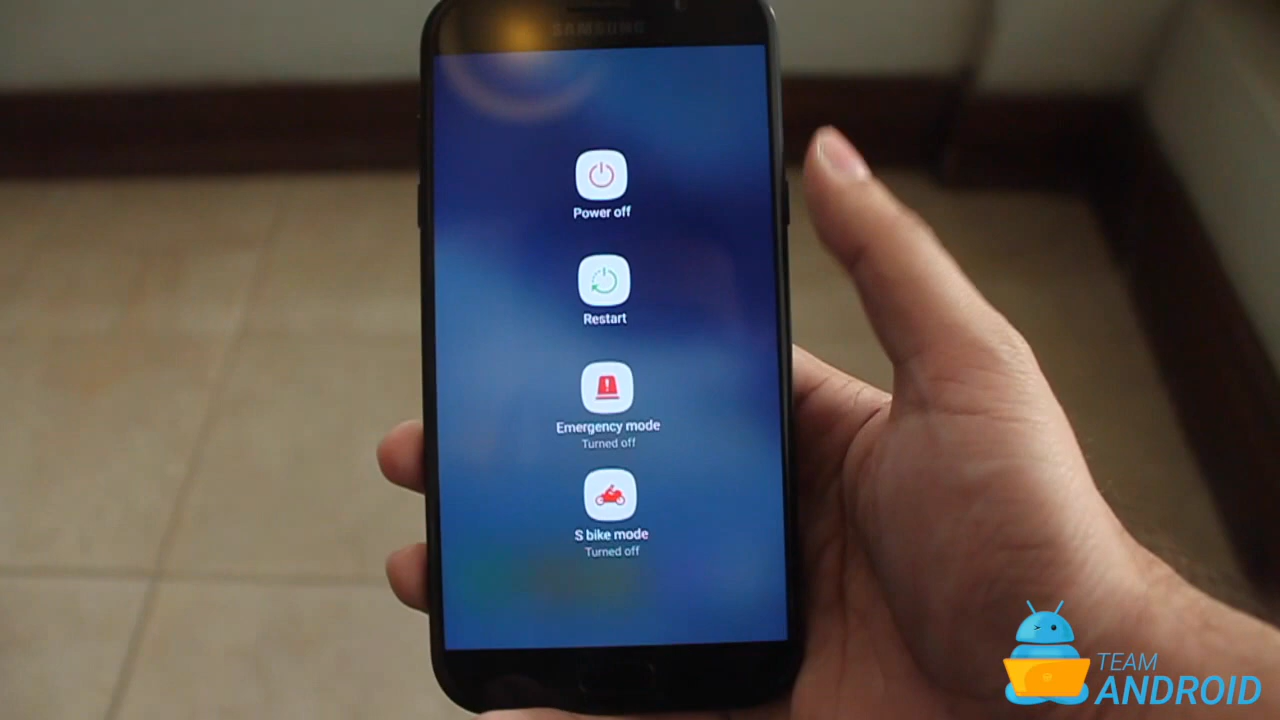 SAMSUNG
Power off
Restart
Emergency mode
Turned off
S bike mode
Turned off
TEAM
ANDROID